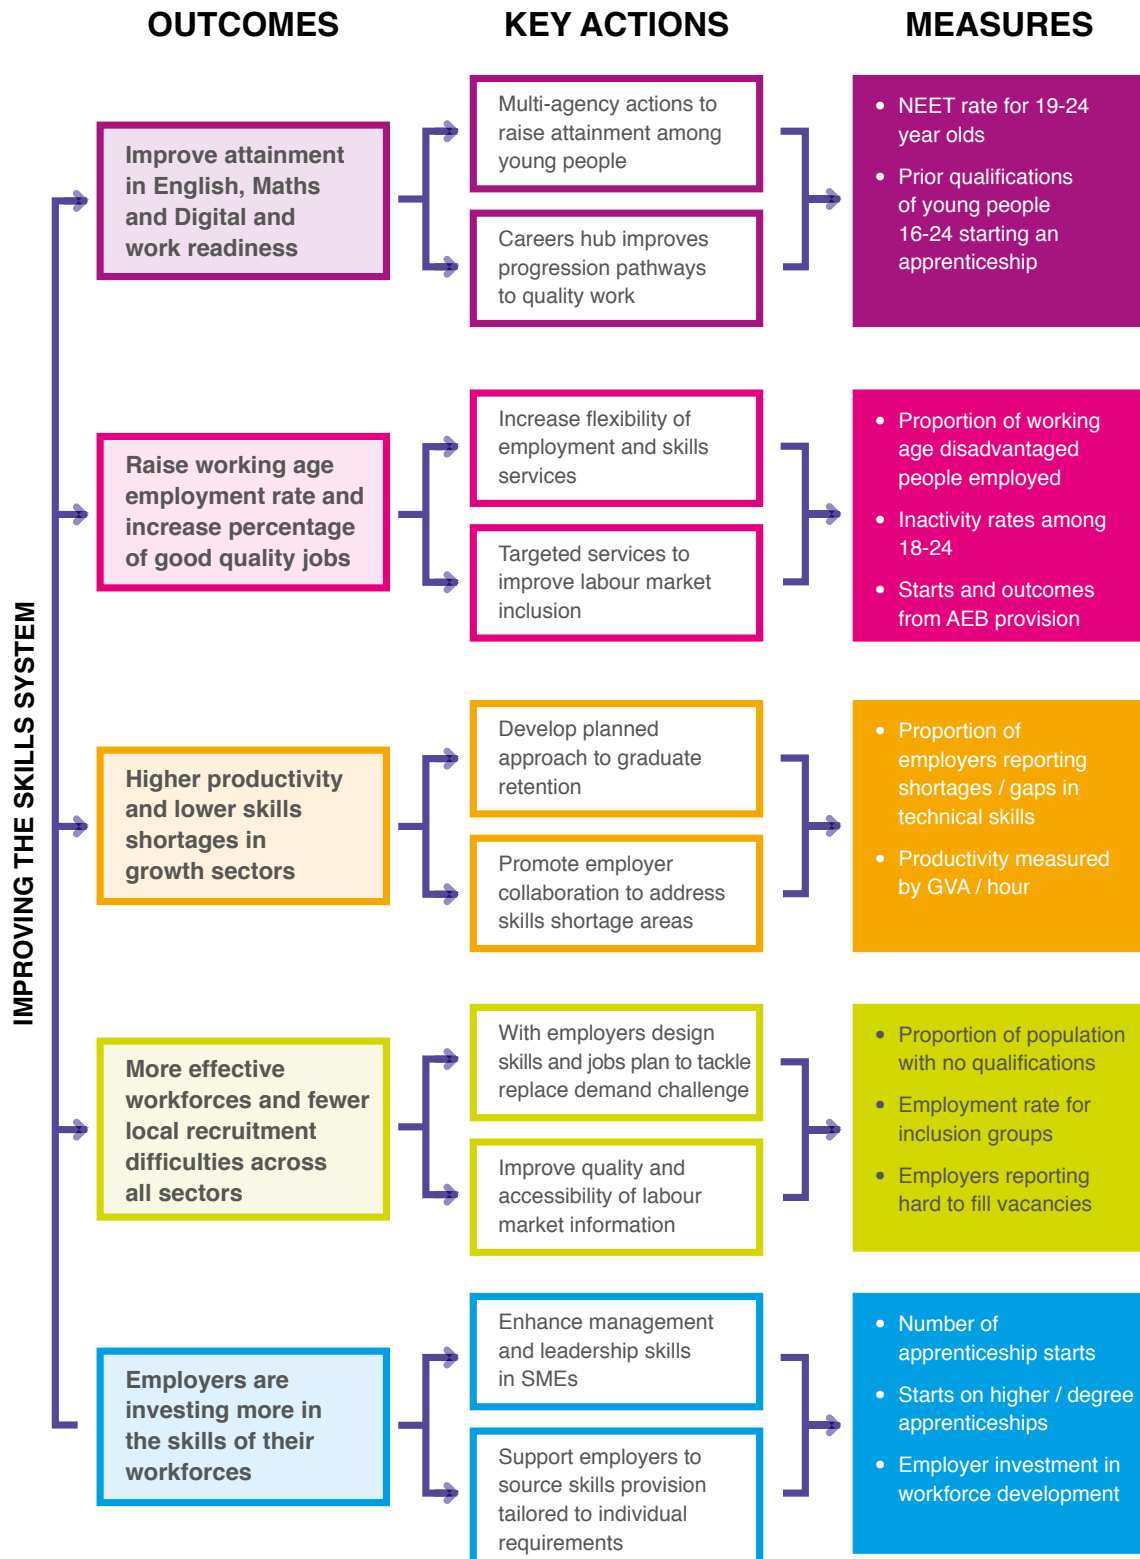 OUTCOMES
KEY ACTIONS
MEASURES
IMPROVING THE SKILLS SYSTEM
Improve attainment
in English, Maths
and Digital and
work readiness
Multi-agency actions to
raise attainment among
young people
Careers hub improves
progression pathways
to quality work
• NEET rate for 19-24
year olds
• Prior qualifications
of young people
16-24 starting an
apprenticeship
Raise working age
employment rate and
increase percentage
of good quality jobs
Increase flexibility of
employment and skills
services
Targeted services to
improve labour market
inclusion
• Proportion of working
age disadvantaged
people employed
• Inactivity rates among
18-24
• Starts and outcomes
from AEB provision
Higher productivity
and lower skills
shortages in
growth sectors
Develop planned
approach to graduate
retention
Promote employer
collaboration to address
skills shortage areas
• Proportion of
employers reporting
shortages / gaps in
technical skills
• Productivity measured
by GVA / hour
More effective
workforces and fewer
local recruitment
difficulties across
all sectors
With employers design
skills and jobs plan to tackle
replace demand challenge
Improve quality and
accessibility of labour
market information
• Proportion of population
with no qualifications
• Employment rate for
inclusion groups
• Employers reporting
hard to fill vacancies
Employers are
investing more in
the skills of their
workforces
Enhance management
and leadership skills
in SMEs
Support employers to
source skills provision
tailored to individual
requirements
• Number of
apprenticeship starts
• Starts on higher / degree
apprenticeships
• Employer investment in
workforce development